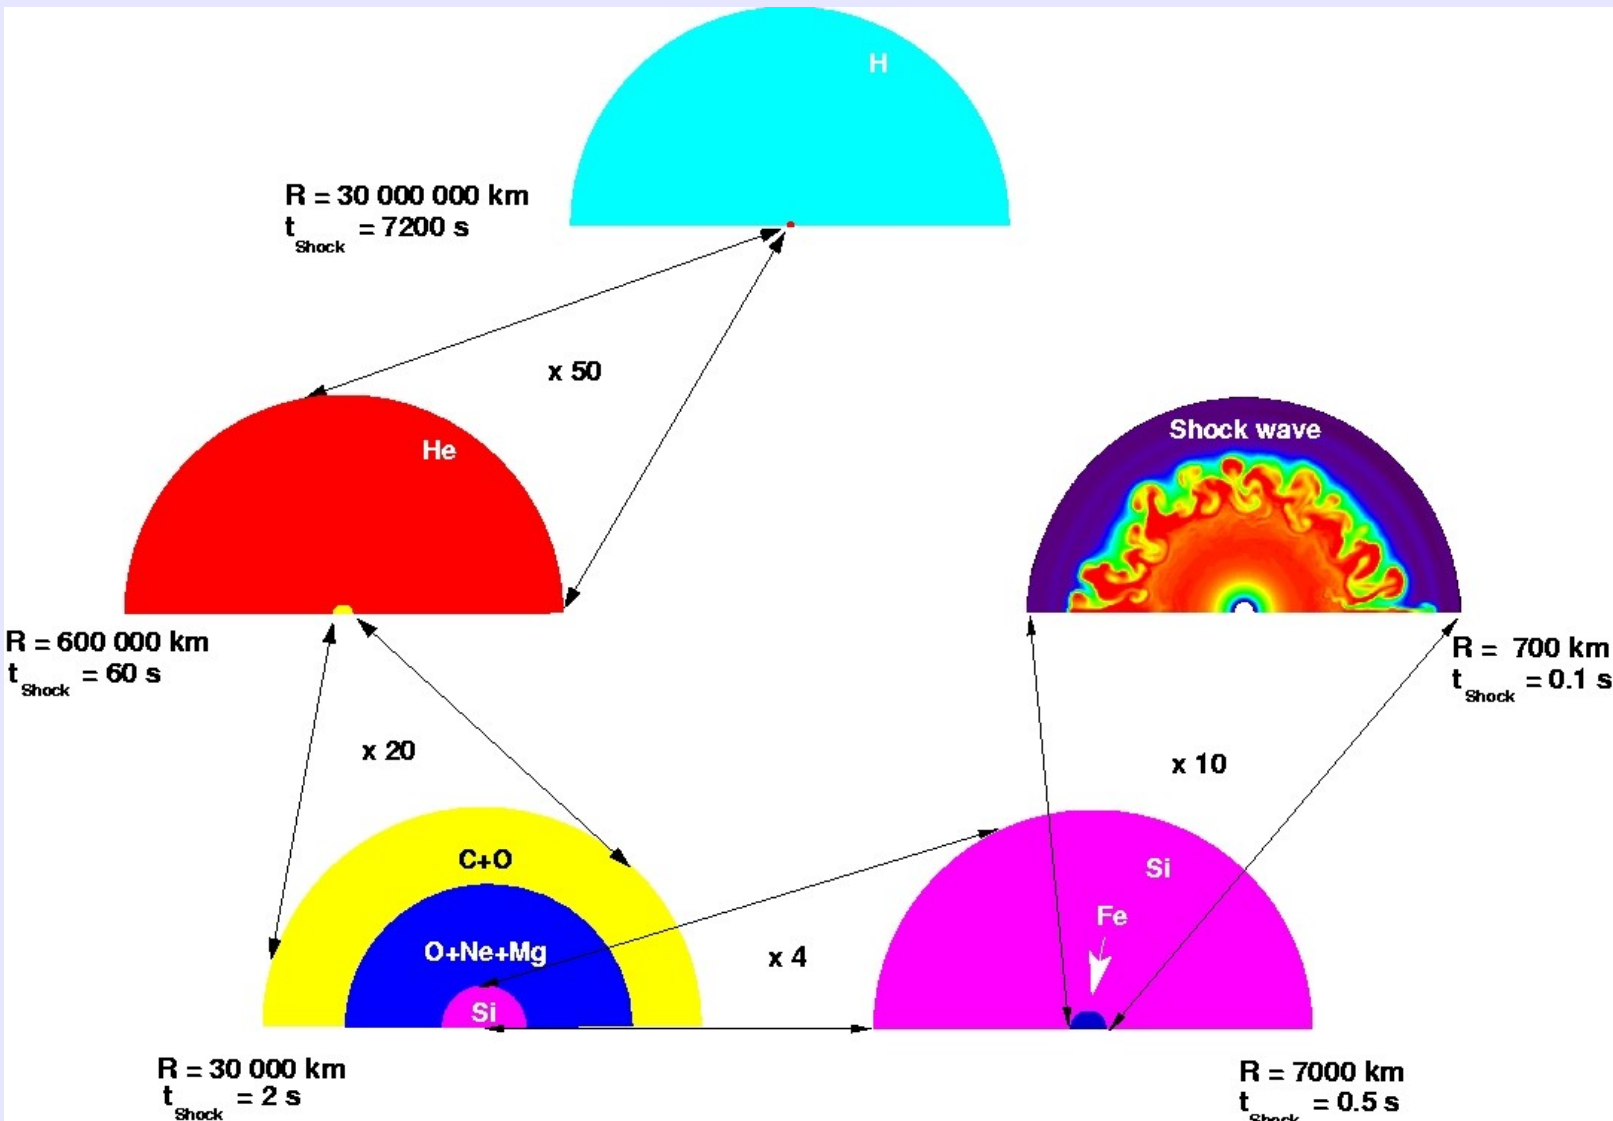 H
R = 30 000 000 km
t Shock = 7200 s
x 50
He
Shock wave
R = 600 000 km
t Shock = 60 s
R = 700 km
t Shock = 0.1 s
x 20
x 10
C+O
Si
Fe
O+Ne+Mg
x 4
Si
R = 30 000 km
t Shock = 2 s
R = 7000 km
t Shock = 0.5 s